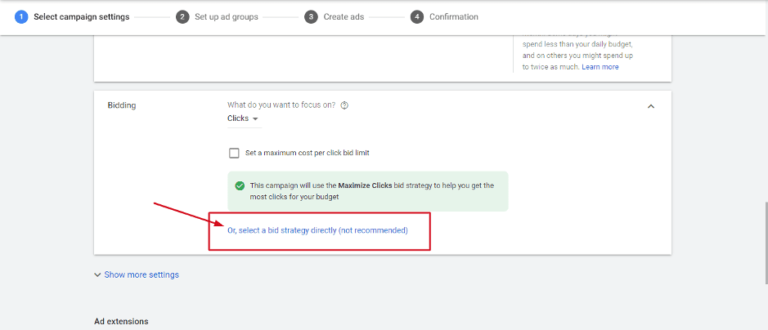 1 Select campaign settings
2 Set up ad groups
3 Create ads
4 Confirmation
spend less than your daily budget,
and on others you might spend up
to twice as much. Learn more
Bidding
What do you want to focus on?
Clicks
Set a maximum cost per click bid limit
This campaign will use the Maximize Clicks bid strategy to help you get the
most clicks for your budget
Or, select a bid strategy directly (not recommended)
Show more settings
Ad extensions